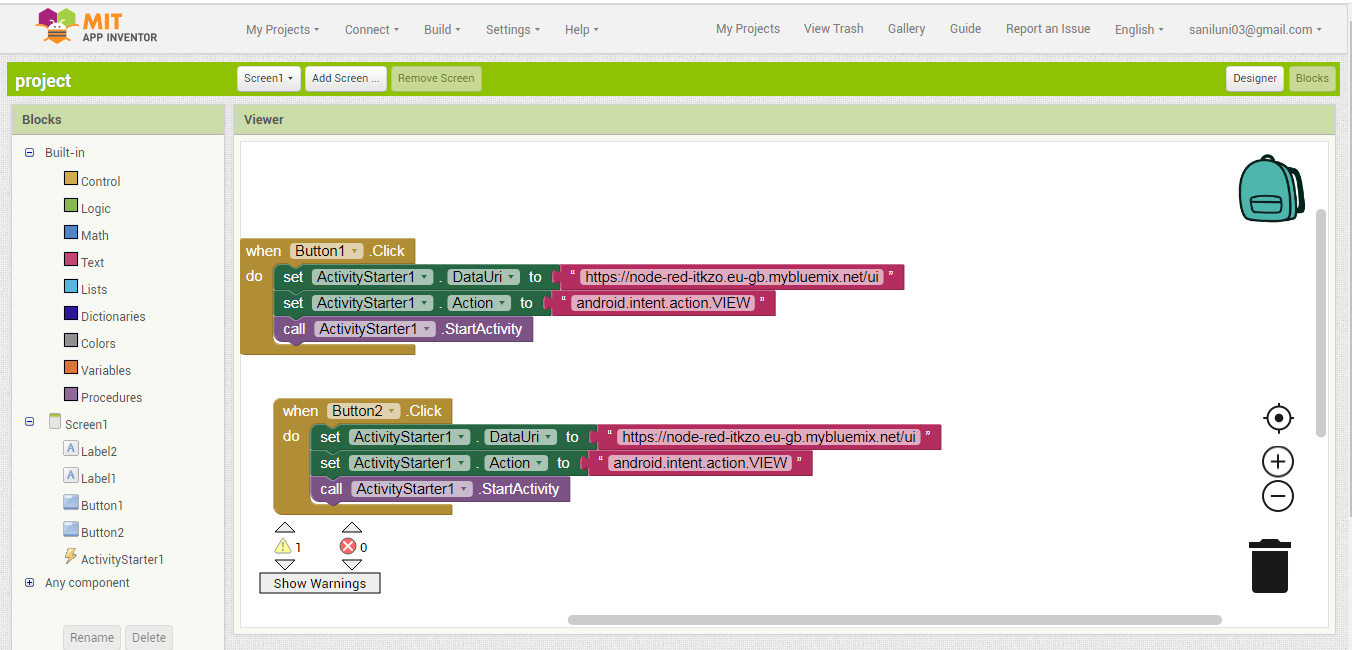 MIT
APP INVENTOR
My Projects
Connect
Build
Settings
Help
My Projects
View Trash
Gallery
Guide
Report an Issue
English
saniluni03@gmail.com
project
Screen1
Add Screen ...
Remove Screen
Designer
Blocks
Blocks
Built-in
Control
Logic
Math
Text
Lists
Dictionaries
Colors
Variables
Procedures
Screen1
Label2
Label1
Button1
Button2
ActivityStarter1
Any component
Rename
Delete
Viewer
when Button1 .Click
do set ActivityStarter1 . DataUri to “ https://node-red-itkzo.eu-gb.mybluemix.net/ui ”
set ActivityStarter1 . Action to “ android.intent.action.VIEW ”
call ActivityStarter1 .StartActivity
when Button2 .Click
do set ActivityStarter1 . DataUri to “ https://node-red-itkzo.eu-gb.mybluemix.net/ui ”
set ActivityStarter1 . Action to “ android.intent.action.VIEW ”
call ActivityStarter1 .StartActivity
1 0
Show Warnings